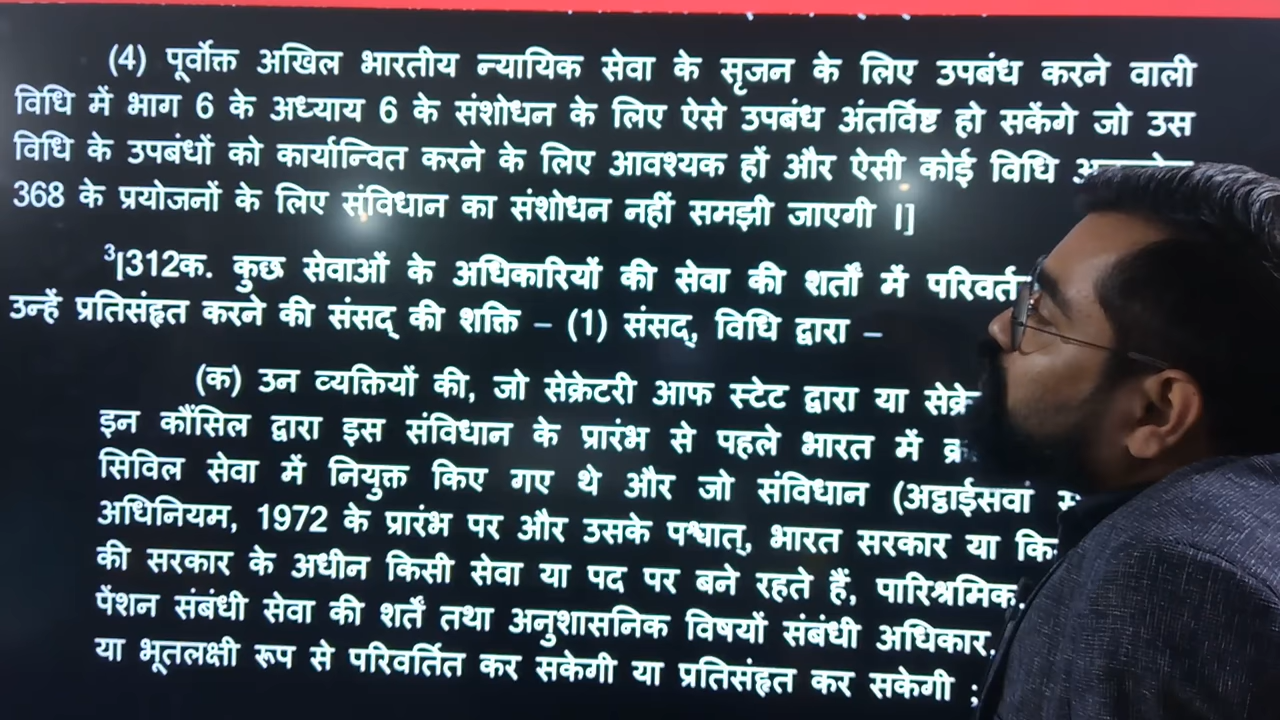 (4) पूर्वोक्त अखिल भारतीय न्यायिक सेवा के सृजन के लिए उपबंध करने वाली
विधि में भाग 6 के अध्याय 6 के संशोधन के लिए ऐसे उपबंध अंतर्विष्ट हो सकेंगे जो उस
विधि के उपबंधों को कार्यान्वित करने के लिए आवश्यक हों और ऐसी कोई विधि
368 के प्रयोजनों के लिए संविधान का संशोधन नहीं समझी जाएगी ।]
3[312क. कुछ सेवाओं के अधिकारियों की सेवा की शर्तों में
उन्हें प्रतिसंहृत करने की संसद् की शक्ति – (1) संसद्, विधि द्वारा –
(क) उन व्यक्तियों की, जो सेक्रेटरी आफ स्टेट द्वारा या
इन कौंसिल द्वारा इस संविधान के प्रारंभ से पहले भारत में
सिविल सेवा में नियुक्त किए गए थे और जो संविधान (अट्ठाईसवां
अधिनियम, 1972 के प्रारंभ पर और उसके पश्चात्, भारत सरकार या
की सरकार के अधीन किसी सेवा या पद पर बने रहते हैं, पारिश्रमिक,
पेंशन संबंधी सेवा की शर्तें तथा अनुशासनिक विषयों संबंधी अधिकार,
या भूतलक्षी रूप से परिवर्तित कर सकेगी या प्रतिसंहृत कर सकेगी ;